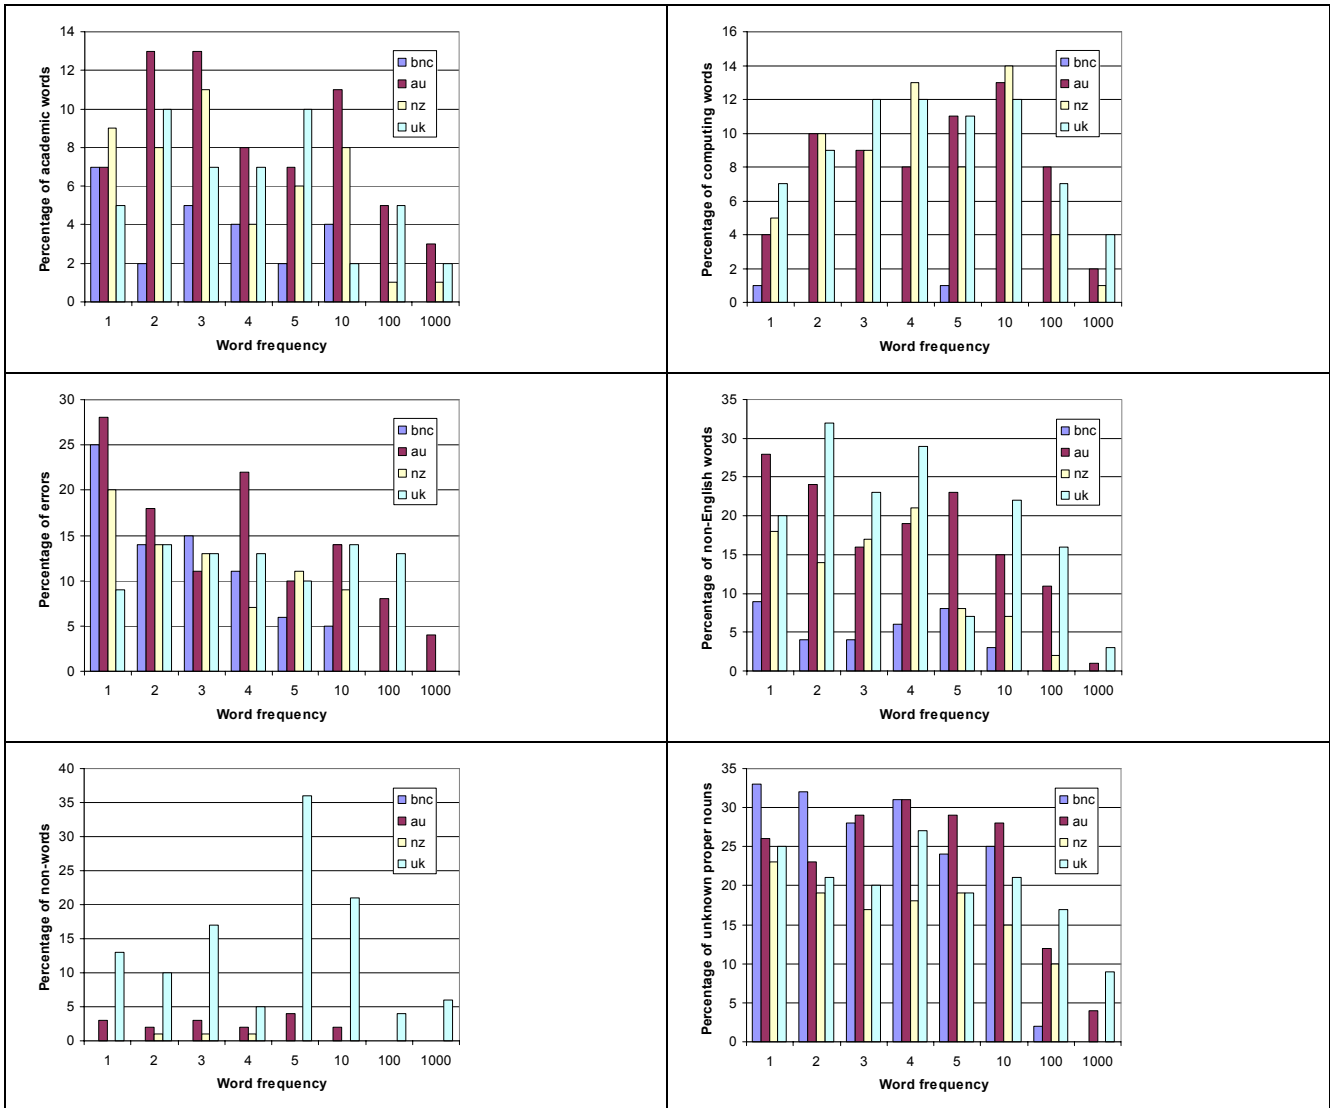 Percentage of academic words
14
12
10
8
6
4
2
0
bnc
au
nz
uk
1 2 3 4 5 10 100 1000
Word frequency
Percentage of computing words
16
14
12
10
8
6
4
2
0
bnc
au
nz
uk
1 2 3 4 5 10 100 1000
Word frequency
Percentage of errors
30
25
20
15
10
5
0
bnc
au
nz
uk
1 2 3 4 5 10 100 1000
Word frequency
Percentage of non-English words
35
30
25
20
15
10
5
0
bnc
au
nz
uk
1 2 3 4 5 10 100 1000
Word frequency
Percentage of non-words
40
35
30
25
20
15
10
5
0
bnc
au
nz
uk
1 2 3 4 5 10 100 1000
Word frequency
Percentage of unknown proper nouns
35
30
25
20
15
10
5
0
bnc
au
nz
uk
1 2 3 4 5 10 100 1000
Word frequency